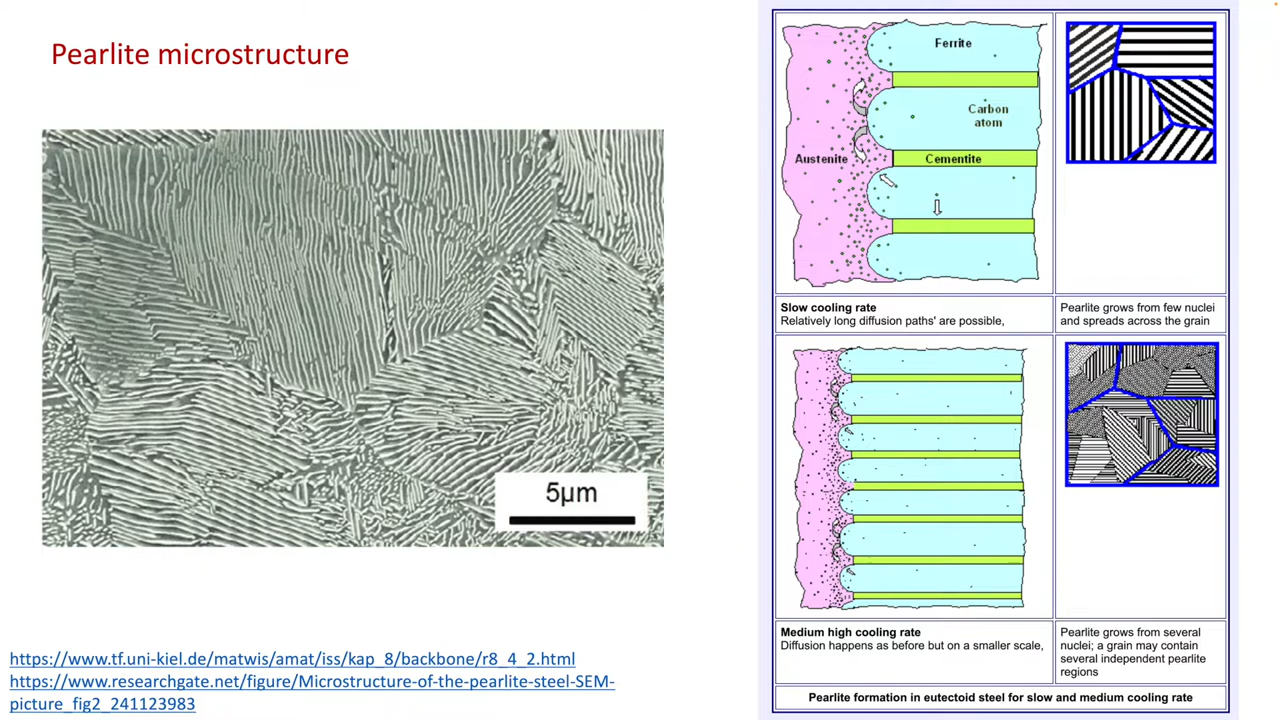 Pearlite microstructure
5μm
https://www.tf.uni-kiel.de/matwis/amat/iss/kap_8/backbone/r8_4_2.html
https://www.researchgate.net/figure/Microstructure-of-the-pearlite-steel-SEM-
picture_fig2_241123983
Ferrite
Carbon
atom
Austenite
Cementite
Slow cooling rate
Relatively long diffusion paths' are possible,
Pearlite grows from few nuclei
and spreads across the grain
Medium high cooling rate
Diffusion happens as before but on a smaller scale,
Pearlite grows from several
nuclei; a grain may contain
several independent pearlite
regions
Pearlite formation in eutectoid steel for slow and medium cooling rate